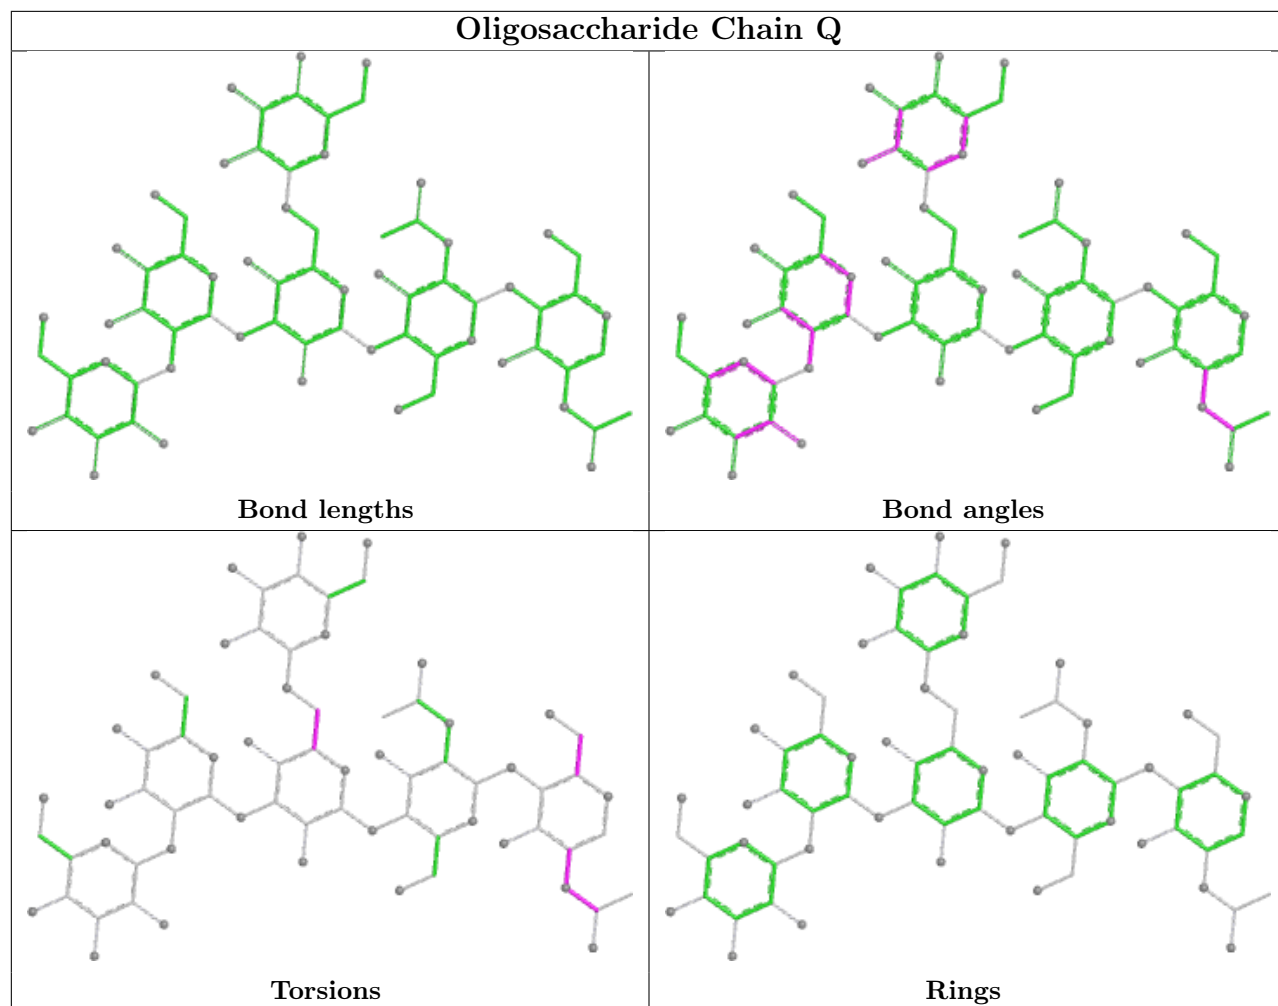 Oligosaccharide Chain Q
Bond lengths
Bond angles
Torsions
Rings